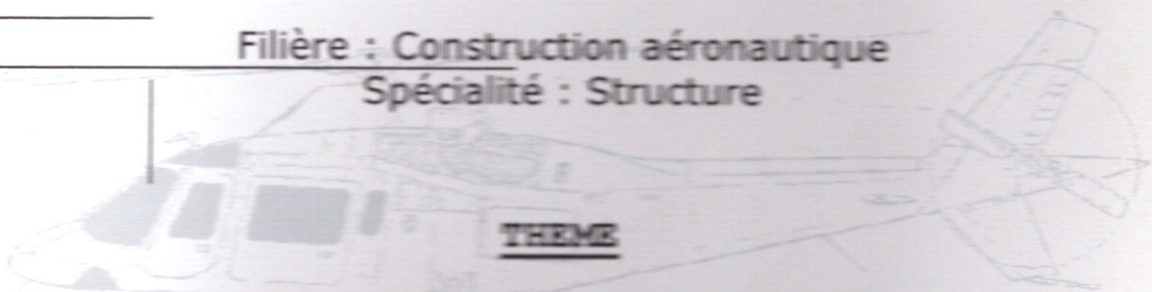 Filière : Construction aéronautique
Spécialité : Structure
THEME